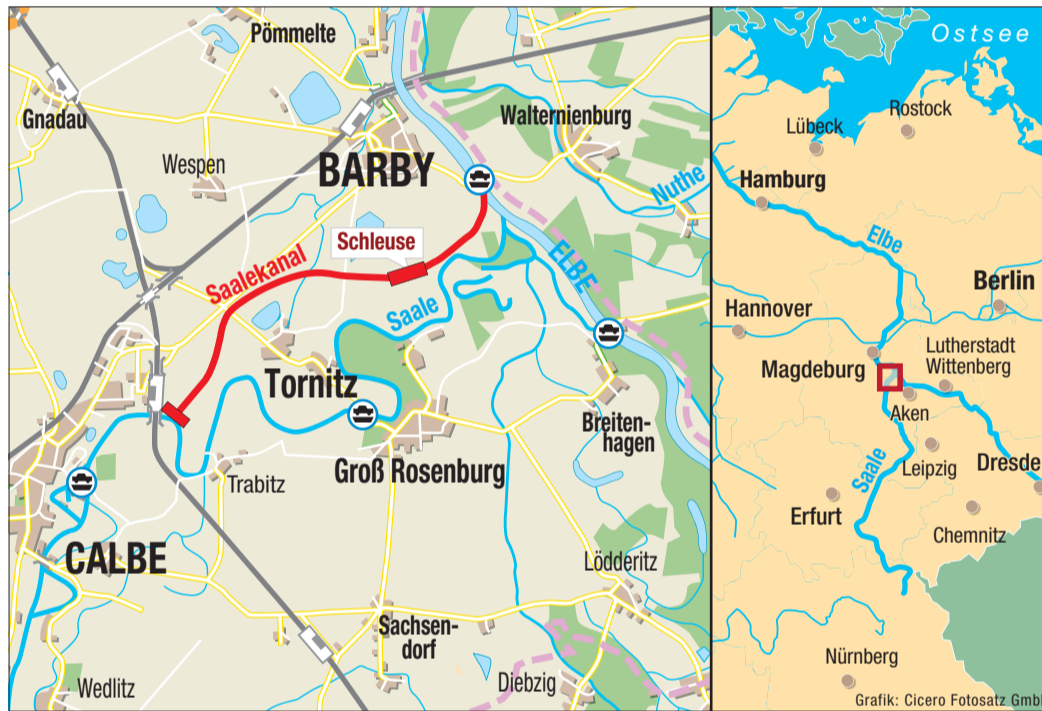 Pömmelte
Gnadau
Wespen
Walternienburg
BARBY
Nuthe
Schleuse
Saalekanal
ELBE
Saale
Tornitz
Breiten-
hagen
Groß Rosenburg
Trabitz
CALBE
Lödderitz
Sachsen-
dorf
Diebzig
Wedlitz
Ostsee
Rostock
Lübeck
Hamburg
Elbe
Berlin
Hannover
Lutherstadt
Wittenberg
Magdeburg
Aken
Leipzig
Dresde
Saale
Erfurt
Chemnitz
Nürnberg
Grafik: Cicero Fotosatz GmbH